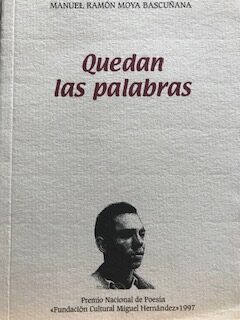 MANUEL RAMÓN MOYA BASCUÑANA
Quedan
las palabras
Premio Nacional de Poesía
«Fundación Cultural Miguel Hernández»1997